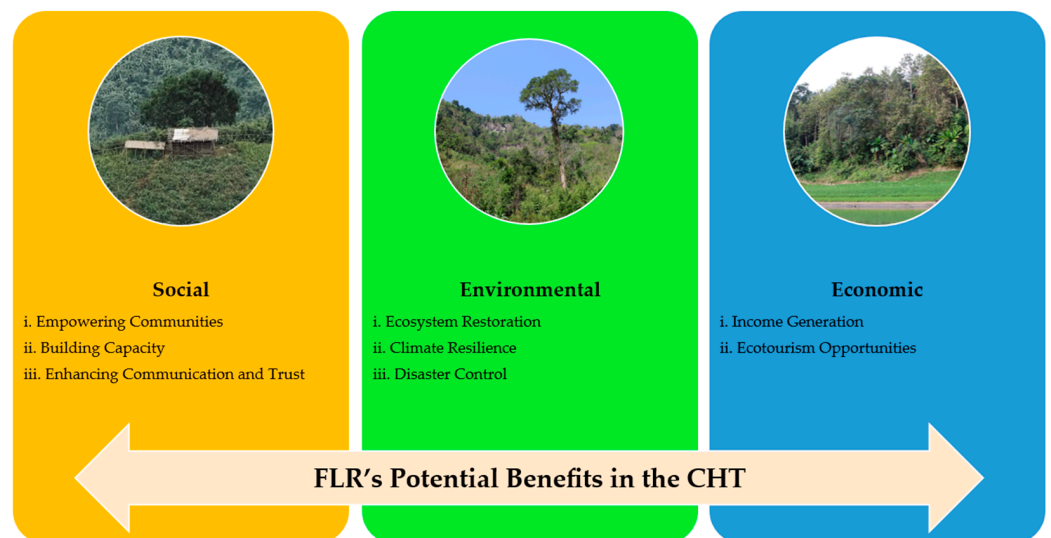 Social
i. Empowering Communities
ii. Building Capacity
iii. Enhancing Communication and Trust
Environmental
i. Ecosystem Restoration
ii. Climate Resilience
iii. Disaster Control
Economic
i. Income Generation
ii. Ecotourism Opportunities
FLR’s Potential Benefits in the CHT